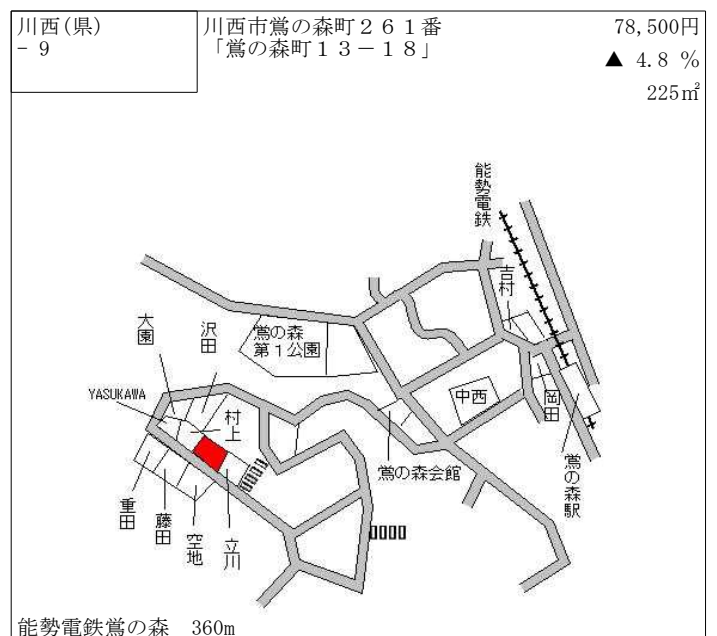 川西(県)
- 9
川西市鴬の森町２６１番
「鴬の森町１３－１８」
78,500円
▲ 4.8 %
225㎡
能勢電鉄
吉村
大園
沢田
鴬の森
第１公園
YASUKAWA
村上
中西
岡田
鴬の森会館
鴬の森駅
重田
藤田
空地
立川
能勢電鉄鴬の森　360m